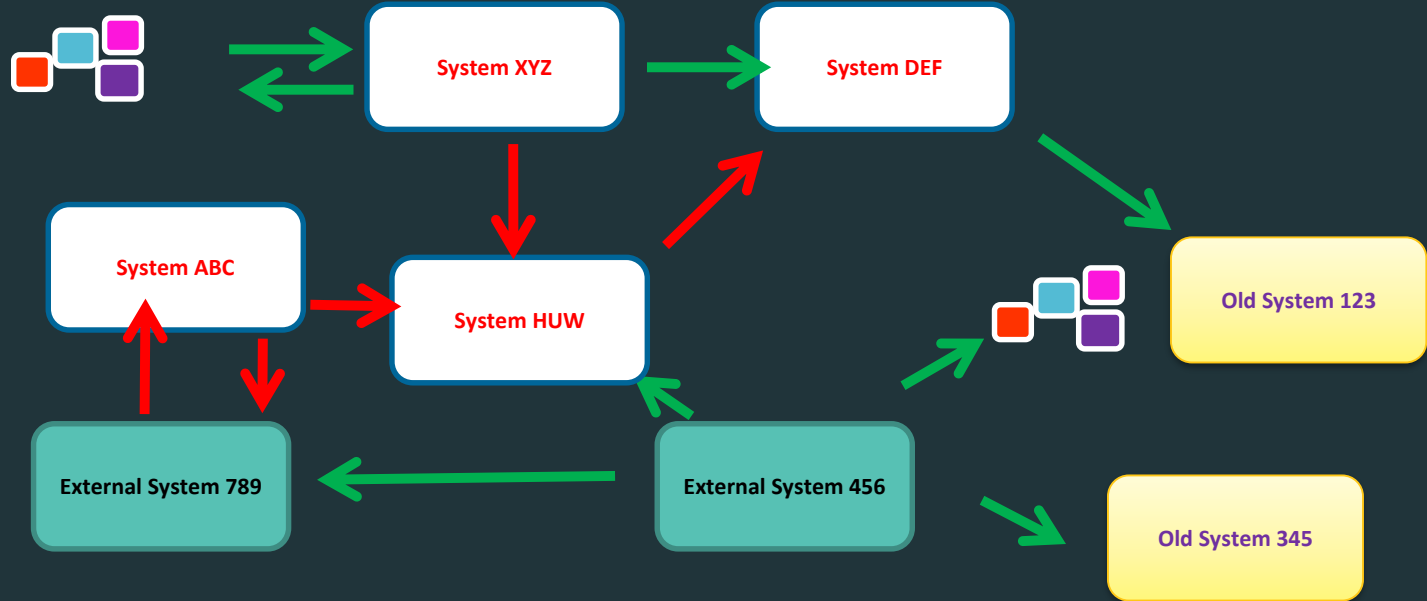 System XYZ
System DEF
System ABC
System HUW
Old System 123
External System 789
External System 456
Old System 345